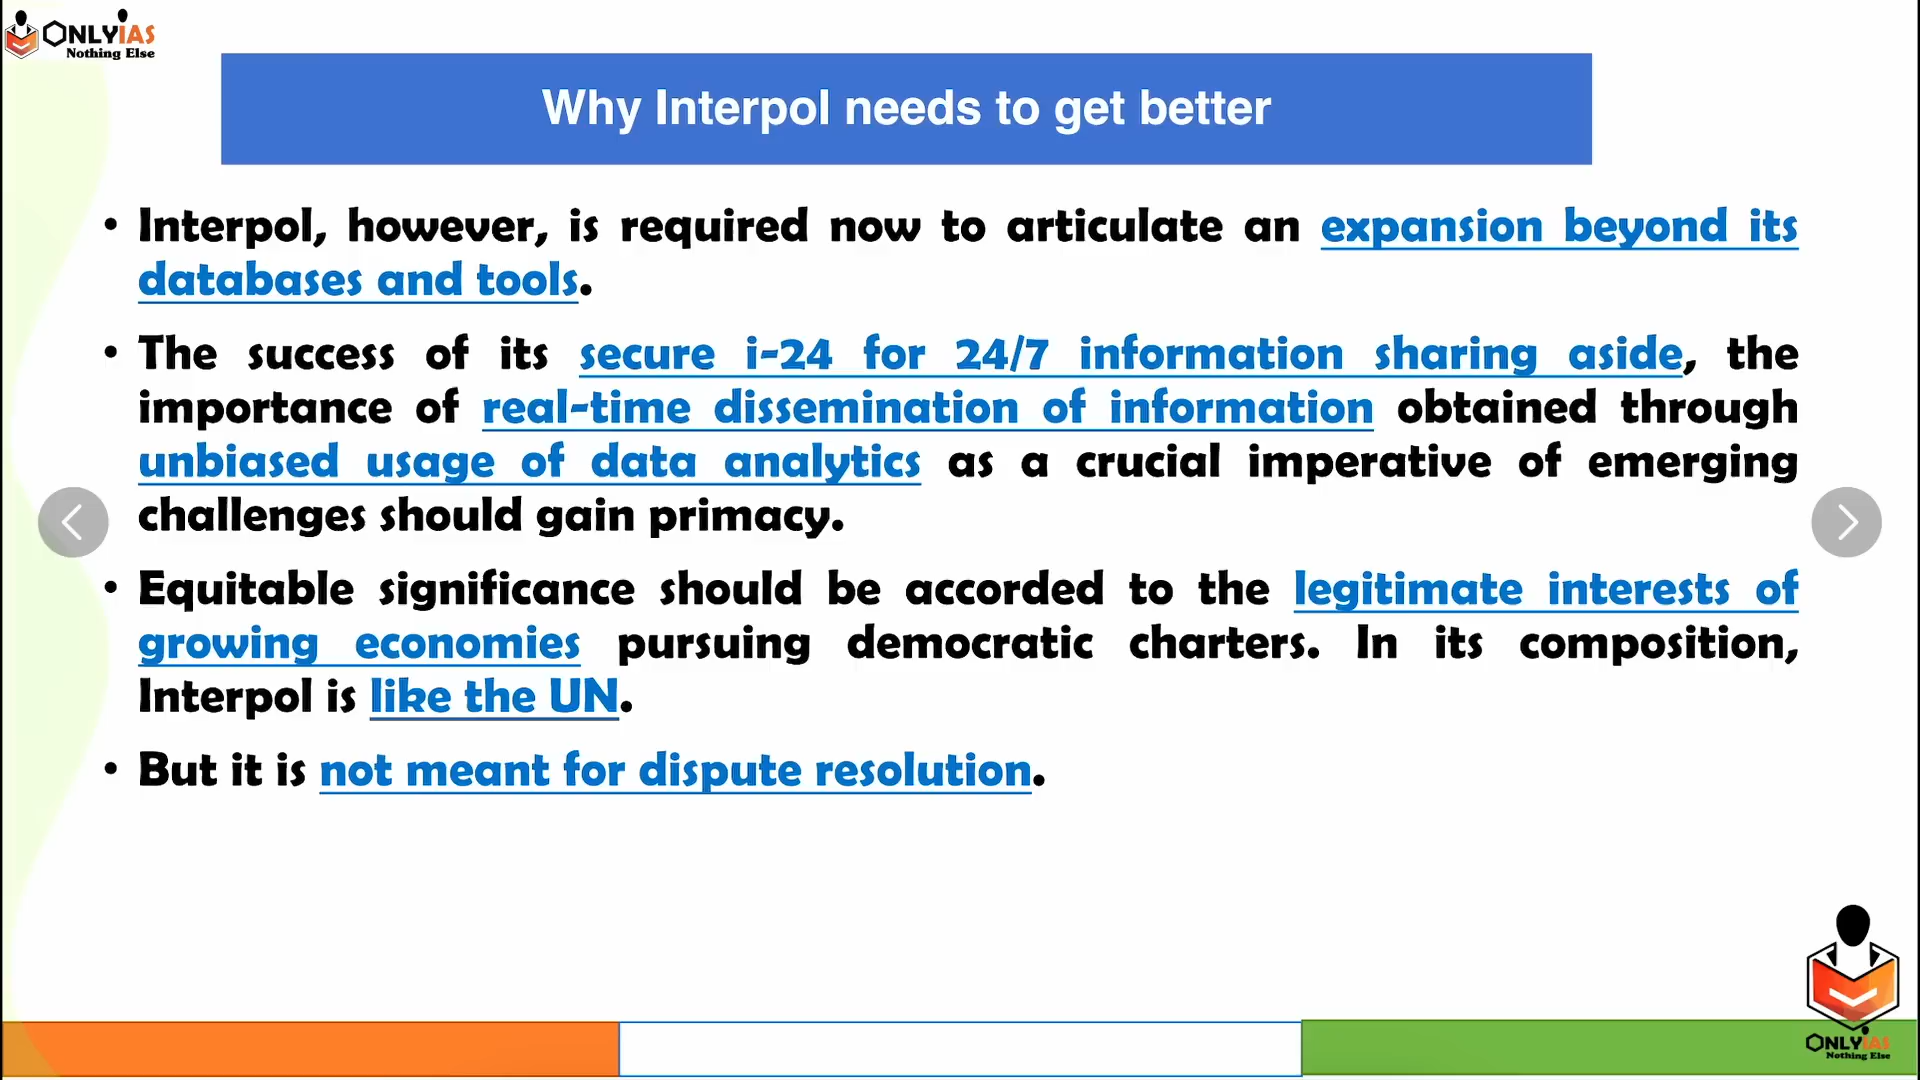 ONLYIAS
Nothing Else
Why Interpol needs to get better
• Interpol, however, is required now to articulate an expansion beyond its
databases and tools.
• The success of its secure i-24 for 24/7 information sharing aside, the
importance of real-time dissemination of information obtained through
unbiased usage of data analytics as a crucial imperative of emerging
challenges should gain primacy.
• Equitable significance should be accorded to the legitimate interests of
growing economies pursuing democratic charters. In its composition,
Interpol is like the UN.
• But it is not meant for dispute resolution.
ONLYIAS
Nothing Else